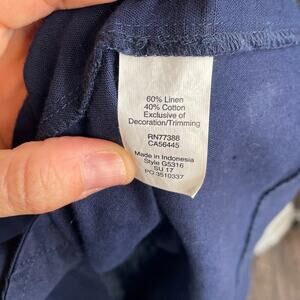 60% Linen
40% Cotton
Exclusive of
Decoration/Trimming
RN77388
CA56445
Made in Indonesia
Style G5316
SU 17
PO 3510337